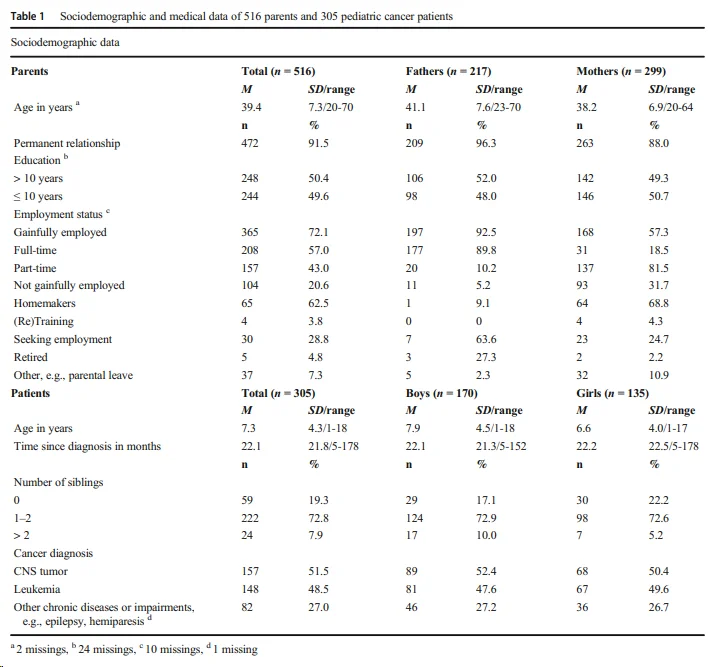 Table 1 Sociodemographic and medical data of 516 parents and 305 pediatric cancer patients
Sociodemographic data
Parents Total (n = 516) Fathers (n = 217) Mothers (n = 299)
M SD/range M SD/range M SD/range
Age in years a 39.4 7.3/20-70 41.1 7.6/23-70 38.2 6.9/20-64
n % n % n %
Permanent relationship 472 91.5 209 96.3 263 88.0
Education b
> 10 years 248 50.4 106 52.0 142 49.3
≤ 10 years 244 49.6 98 48.0 146 50.7
Employment status c
Gainfully employed 365 72.1 197 92.5 168 57.3
Full-time 208 57.0 177 89.8 31 18.5
Part-time 157 43.0 20 10.2 137 81.5
Not gainfully employed 104 20.6 11 5.2 93 31.7
Homemakers 65 62.5 1 9.1 64 68.8
(Re)Training 4 3.8 0 0 4 4.3
Seeking employment 30 28.8 7 63.6 23 24.7
Retired 5 4.8 3 27.3 2 2.2
Other, e.g., parental leave 37 7.3 5 2.3 32 10.9
Patients Total (n = 305) Boys (n = 170) Girls (n = 135)
M SD/range M SD/range M SD/range
Age in years 7.3 4.3/1-18 7.9 4.5/1-18 6.6 4.0/1-17
Time since diagnosis in months 22.1 21.8/5-178 22.1 21.3/5-152 22.2 22.5/5-178
n % n % n %
Number of siblings
0 59 19.3 29 17.1 30 22.2
1–2 222 72.8 124 72.9 98 72.6
> 2 24 7.9 17 10.0 7 5.2
Cancer diagnosis
CNS tumor 157 51.5 89 52.4 68 50.4
Leukemia 148 48.5 81 47.6 67 49.6
Other chronic diseases or impairments, 82 27.0 46 27.2 36 26.7
e.g., epilepsy, hemiparesis d
a 2 missings, b 24 missings, c 10 missings, d 1 missing